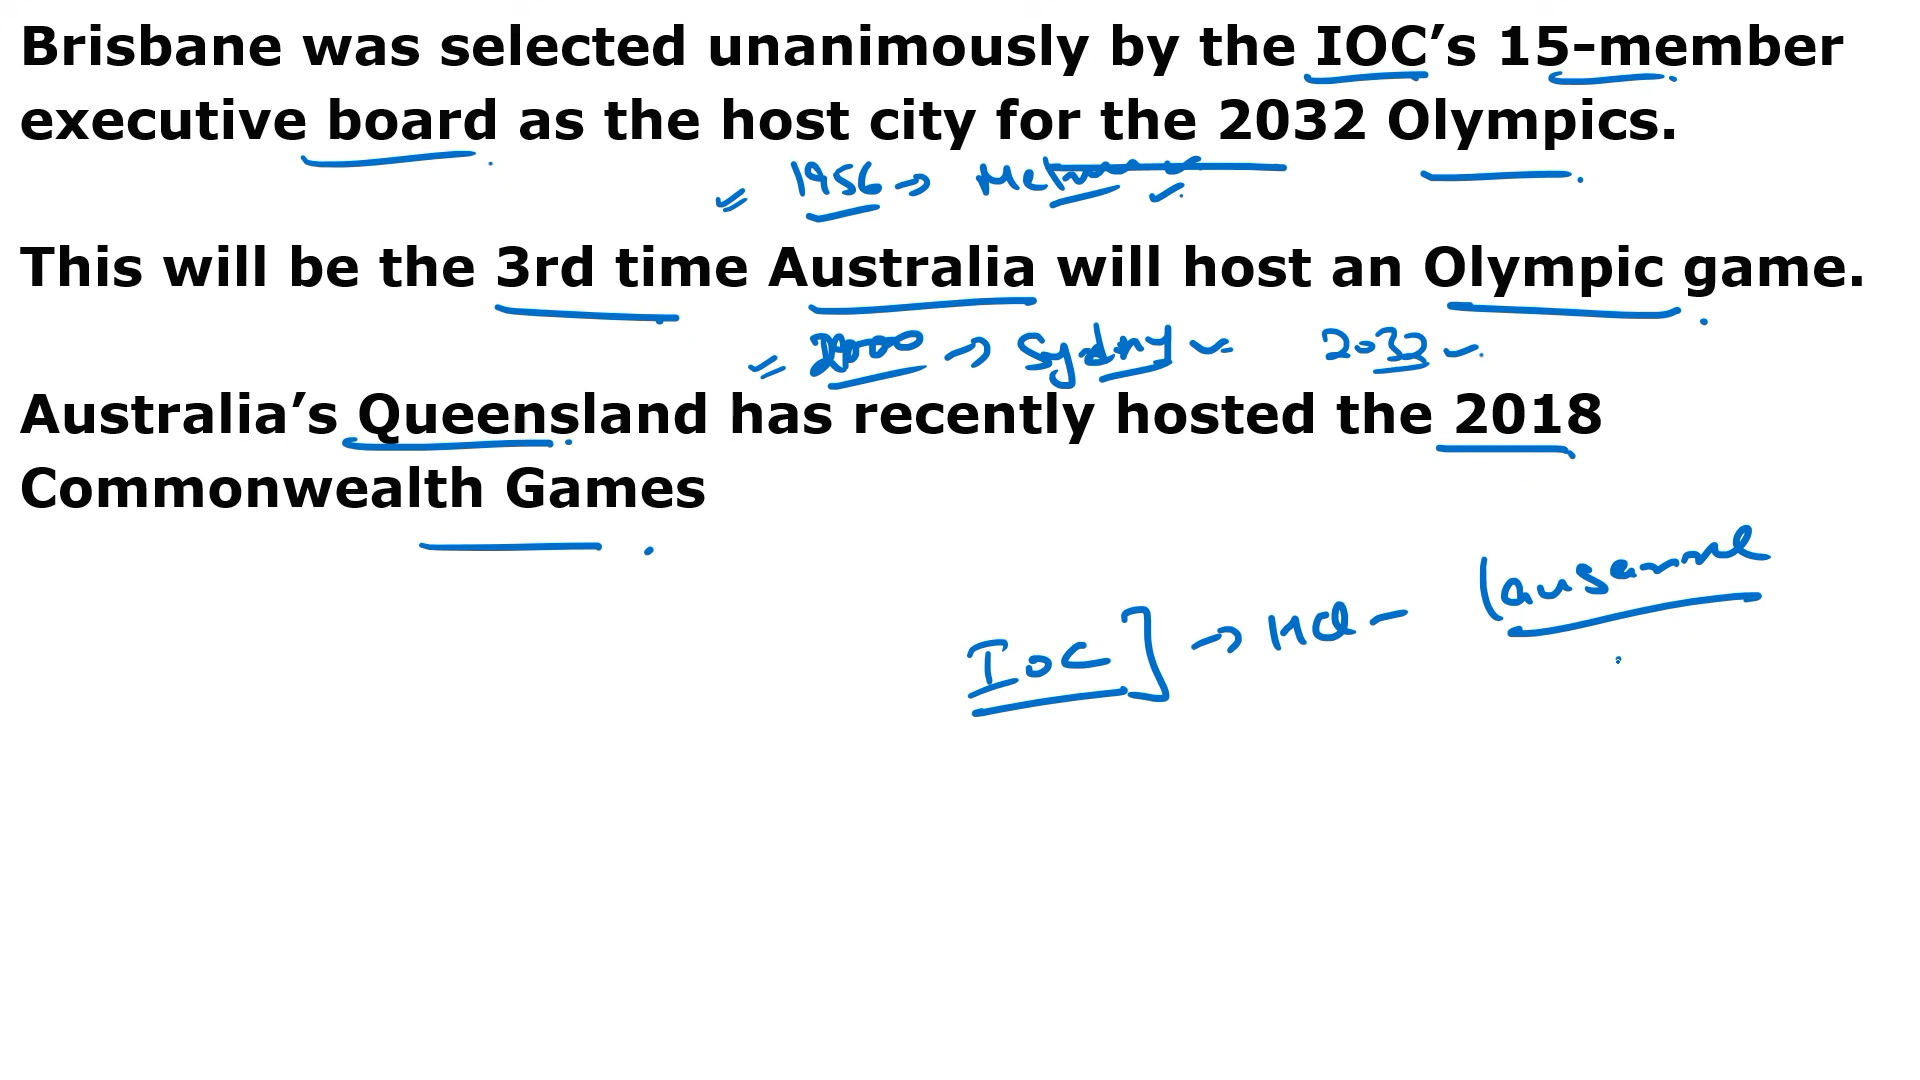 Brisbane was selected unanimously by the IOC’s 15-member
executive board as the host city for the 2032 Olympics.
1956 →
This will be the 3rd time Australia will host an Olympic game.
2000 → Sydny 2032
Australia’s Queensland has recently hosted the 2018
Commonwealth Games
IOC] → HQ - Lausanne